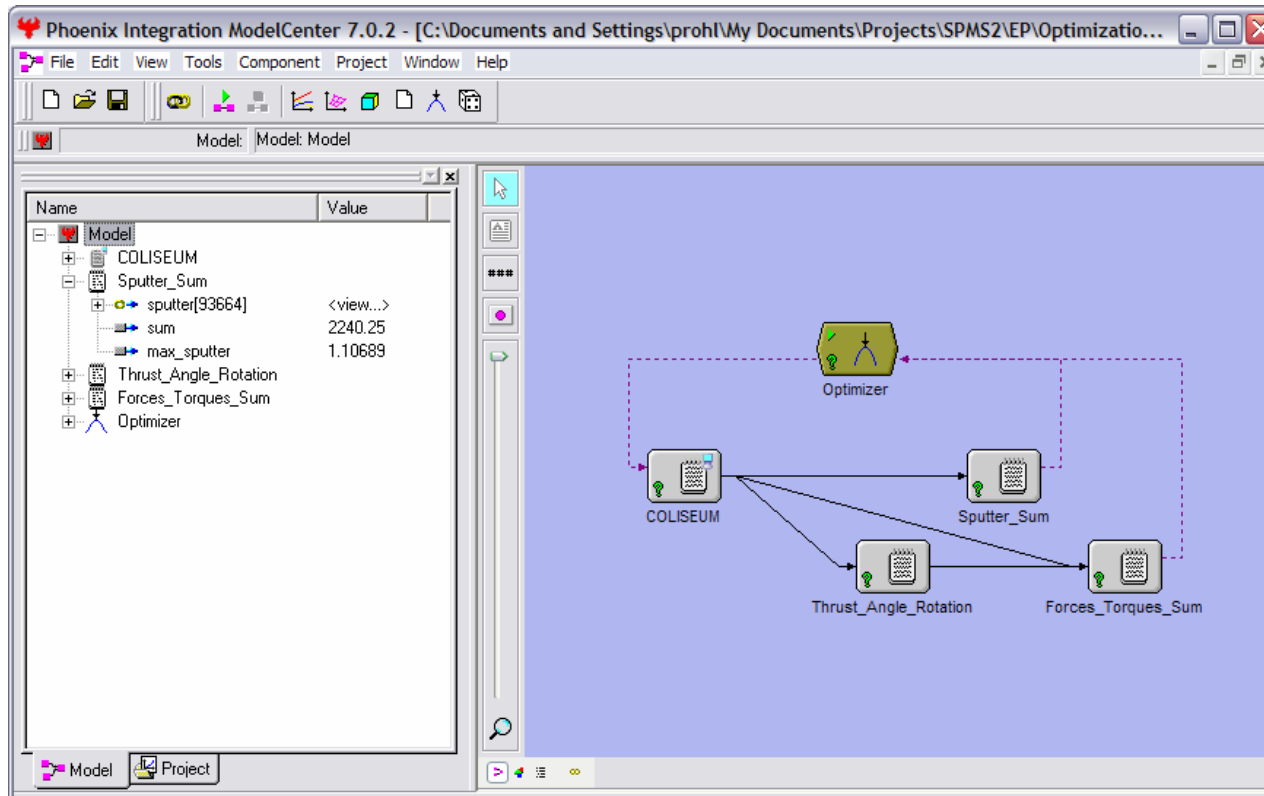 Phoenix Integration ModelCenter 7.0.2 - [C:\Documents and Settings\prohl\My Documents\Projects\SPMS2\EP\Optimizatio...
File Edit View Tools Component Project Window Help
Model: Model: Model
Name Value
Model
COLISEUM
Sputter_Sum
sputter[93664] <view...>
sum 2240.25
max_sputter 1.10689
Thrust_Angle_Rotation
Forces_Torques_Sum
Optimizer
Model Project
###
Optimizer
COLISEUM
Sputter_Sum
Thrust_Angle_Rotation
Forces_Torques_Sum